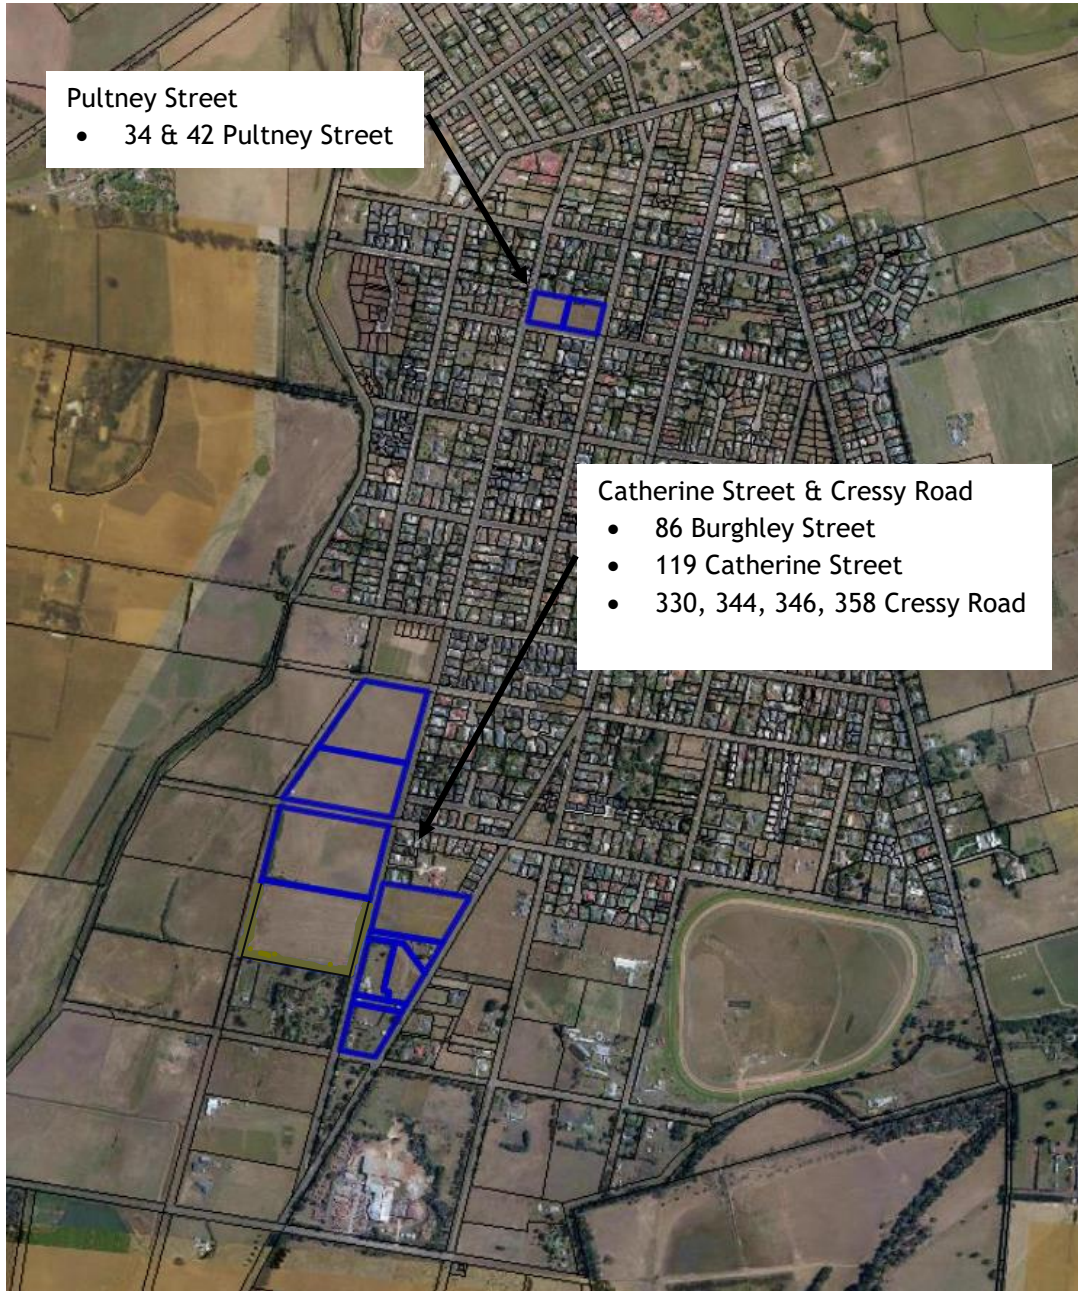 Pultney Street
• 34 & 42 Pultney Street
Catherine Street & Cressy Road
• 86 Burghley Street
• 119 Catherine Street
• 330, 344, 346, 358 Cressy Road